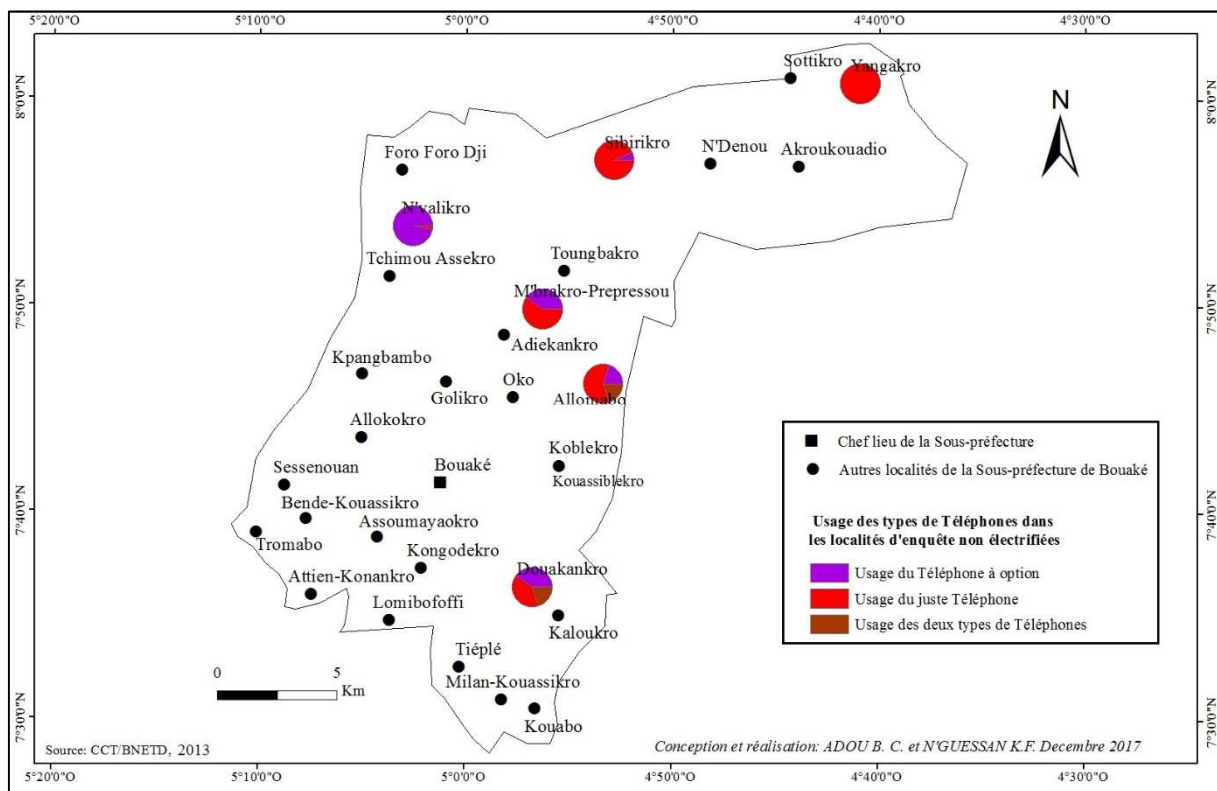 5°20'0"O 5°10'0"O 5°0'0"O 4°50'0"O 4°40'0"O 4°30'0"O
8°0'0"N 8°0'0"N
7°50'0"N 7°50'0"N
7°40'0"N 7°40'0"N
7°30'0"N 7°30'0"N
Sottikro
Yangakro
N
Sibirikro
N'Denou
Akroukouadio
Foro Foro Dji
N'valikro
Tchimou Assekro
Toungbakro
M'brakro-Prepressou
Adiekankro
Kpangbambo
Golikro
Oko
Allomabo
Allokokro
Koblekro
Kouassiblekro
Bouaké
Sessenouan
Bende-Kouassikro
Assoumayaokro
Tromabo
Kongodekro
Douakankro
Attien-Konankro
Lomibofoffi
Kaloukro
Tiéplé
Milan-Kouassikro
Kouabo
Chef lieu de la Sous-préfecture
Autres localités de la Sous-préfecture de Bouaké
Usage des types de Téléphones dans
les localités d'enquête non électrifiées
Usage du Téléphone à option
Usage du juste Téléphone
Usage des deux types de Téléphones
0 5
Km
Source: CCT/BNETD, 2013
Conception et réalisation: ADOU B. C. et N'GUESSAN K.F. Decembre 2017
5°20'0"O 5°10'0"O 5°0'0"O 4°50'0"O 4°40'0"O 4°30'0"O